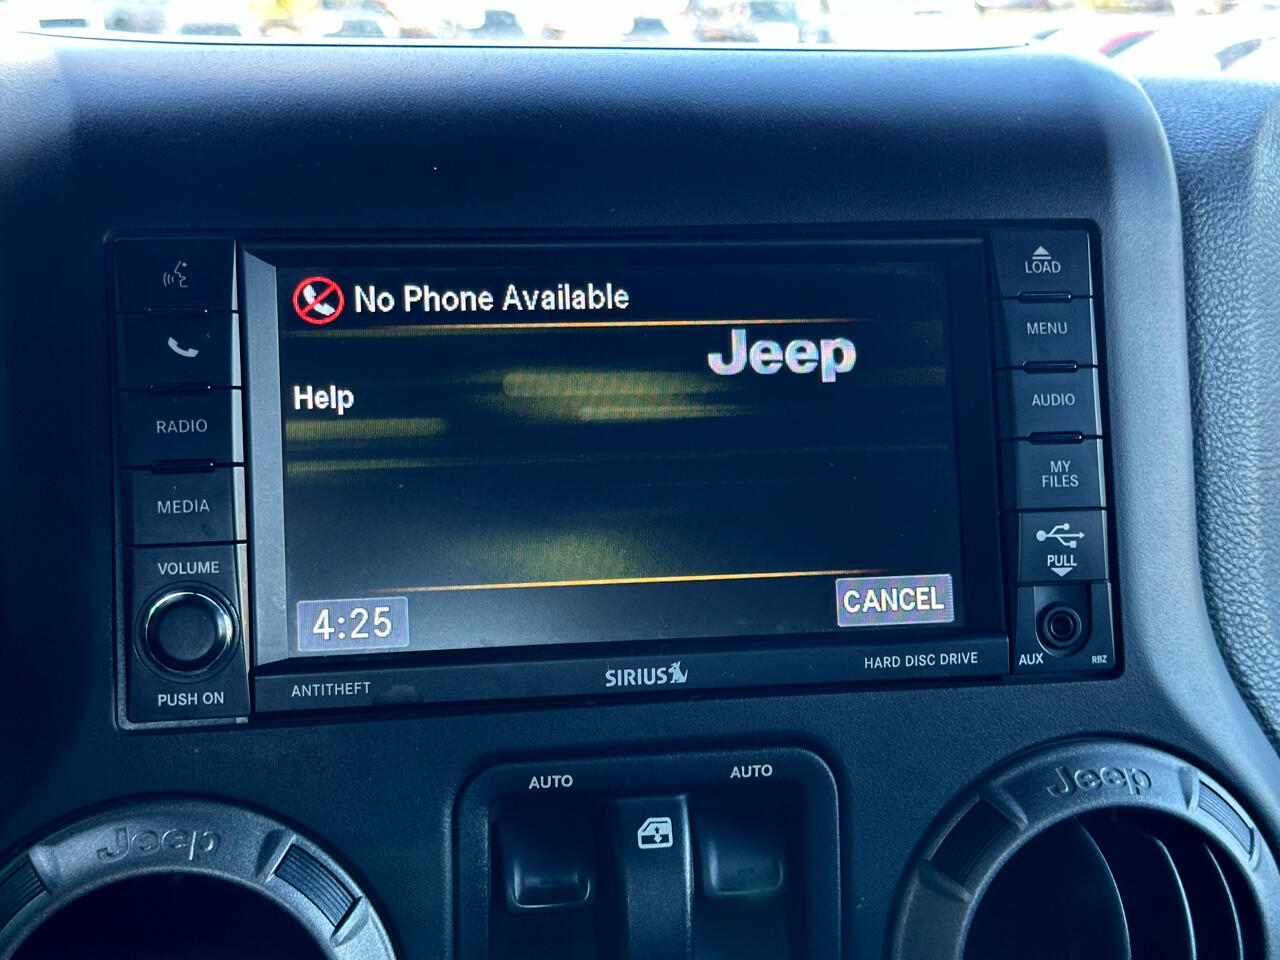 No Phone Available
Jeep
Help
4:25
CANCEL
RADIO
MEDIA
VOLUME
PUSH ON
LOAD
MENU
AUDIO
MY
FILES
PULL
AUX
RBZ
ANTITHEFT
SIRIUS
HARD DISC DRIVE
AUTO
AUTO
Jeep
Jeep